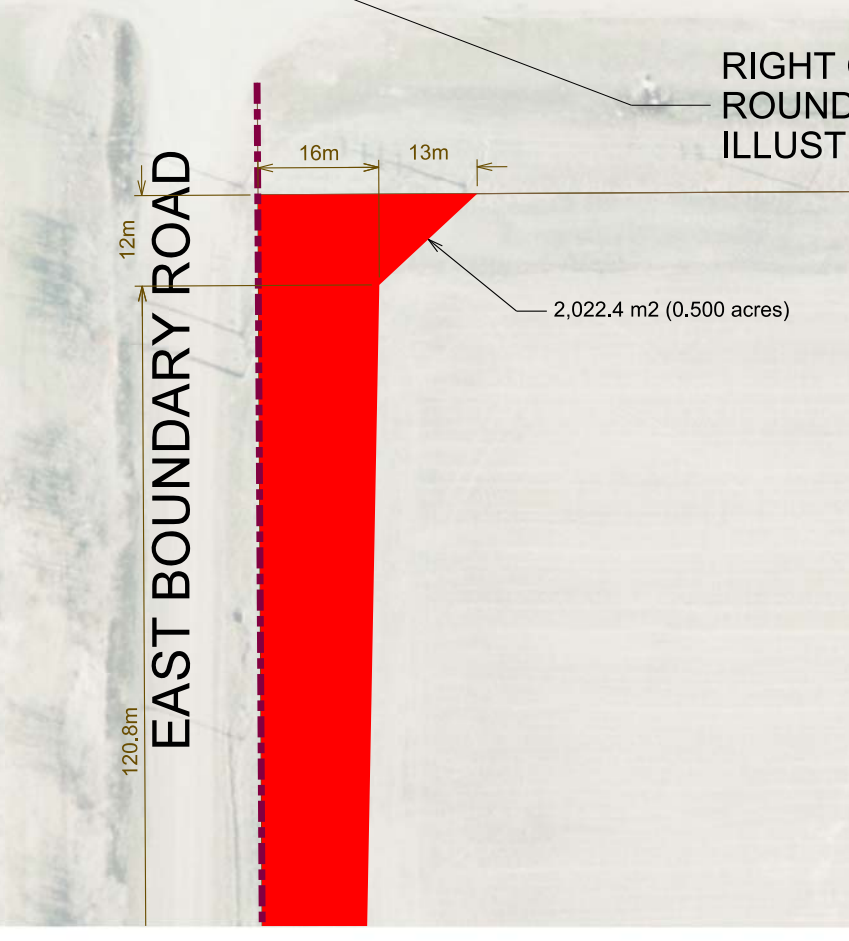 RIGHT
ROUND
ILLUST
16m
13m
12m
2,022.4 m2 (0.500 acres)
EAST BOUNDARY ROAD
120.8m